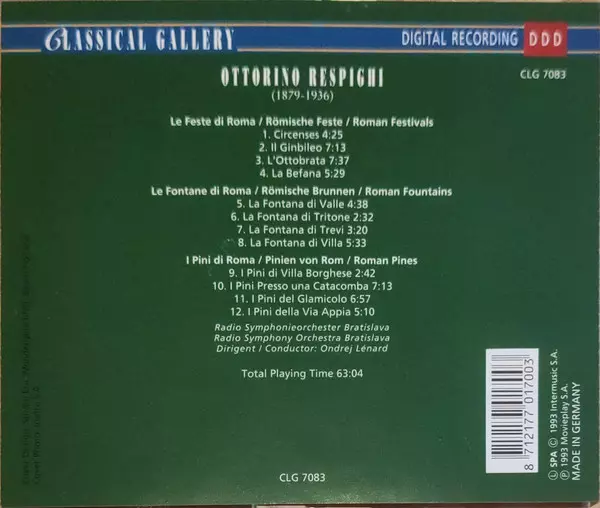 CLASSICAL GALLERY
DIGITAL RECORDING DDD
OTTORINO RESPIGHI
CLG 7083
(1879-1936)
Le Feste di Roma / Römische Feste / Roman Festivals
1. Circenses 4:25
2. Il Ginbileo 7:13
3. L'Ottobrata 7:37
4. La Befana 5:29
Le Fontane di Roma / Römische Brunnen / Roman Fountains
5. La Fontana di Valle 4:38
6. La Fontana di Tritone 2:32
7. La Fontana di Trevi 3:20
8. La Fontana di Villa 5:33
I Pini di Roma / Pinien von Rom / Roman Pines
9. I Pini di Villa Borghese 2:42
10. I Pini Presso una Catacomba 7:13
11. I Pini del Glamicolo 6:57
12. I Pini della Via Appia 5:10
Radio Symphonieorchester Bratislava
Radio Symphony Orchestra Bratislava
Dirigent / Conductor: Ondrej Lénard
Total Playing Time 63:04
CLG 7083
8 712177 017003
Ⓛ SPA © 1993 Intermusic S.A.
℗ 1993 Movieplay S.A.
MADE IN GERMANY